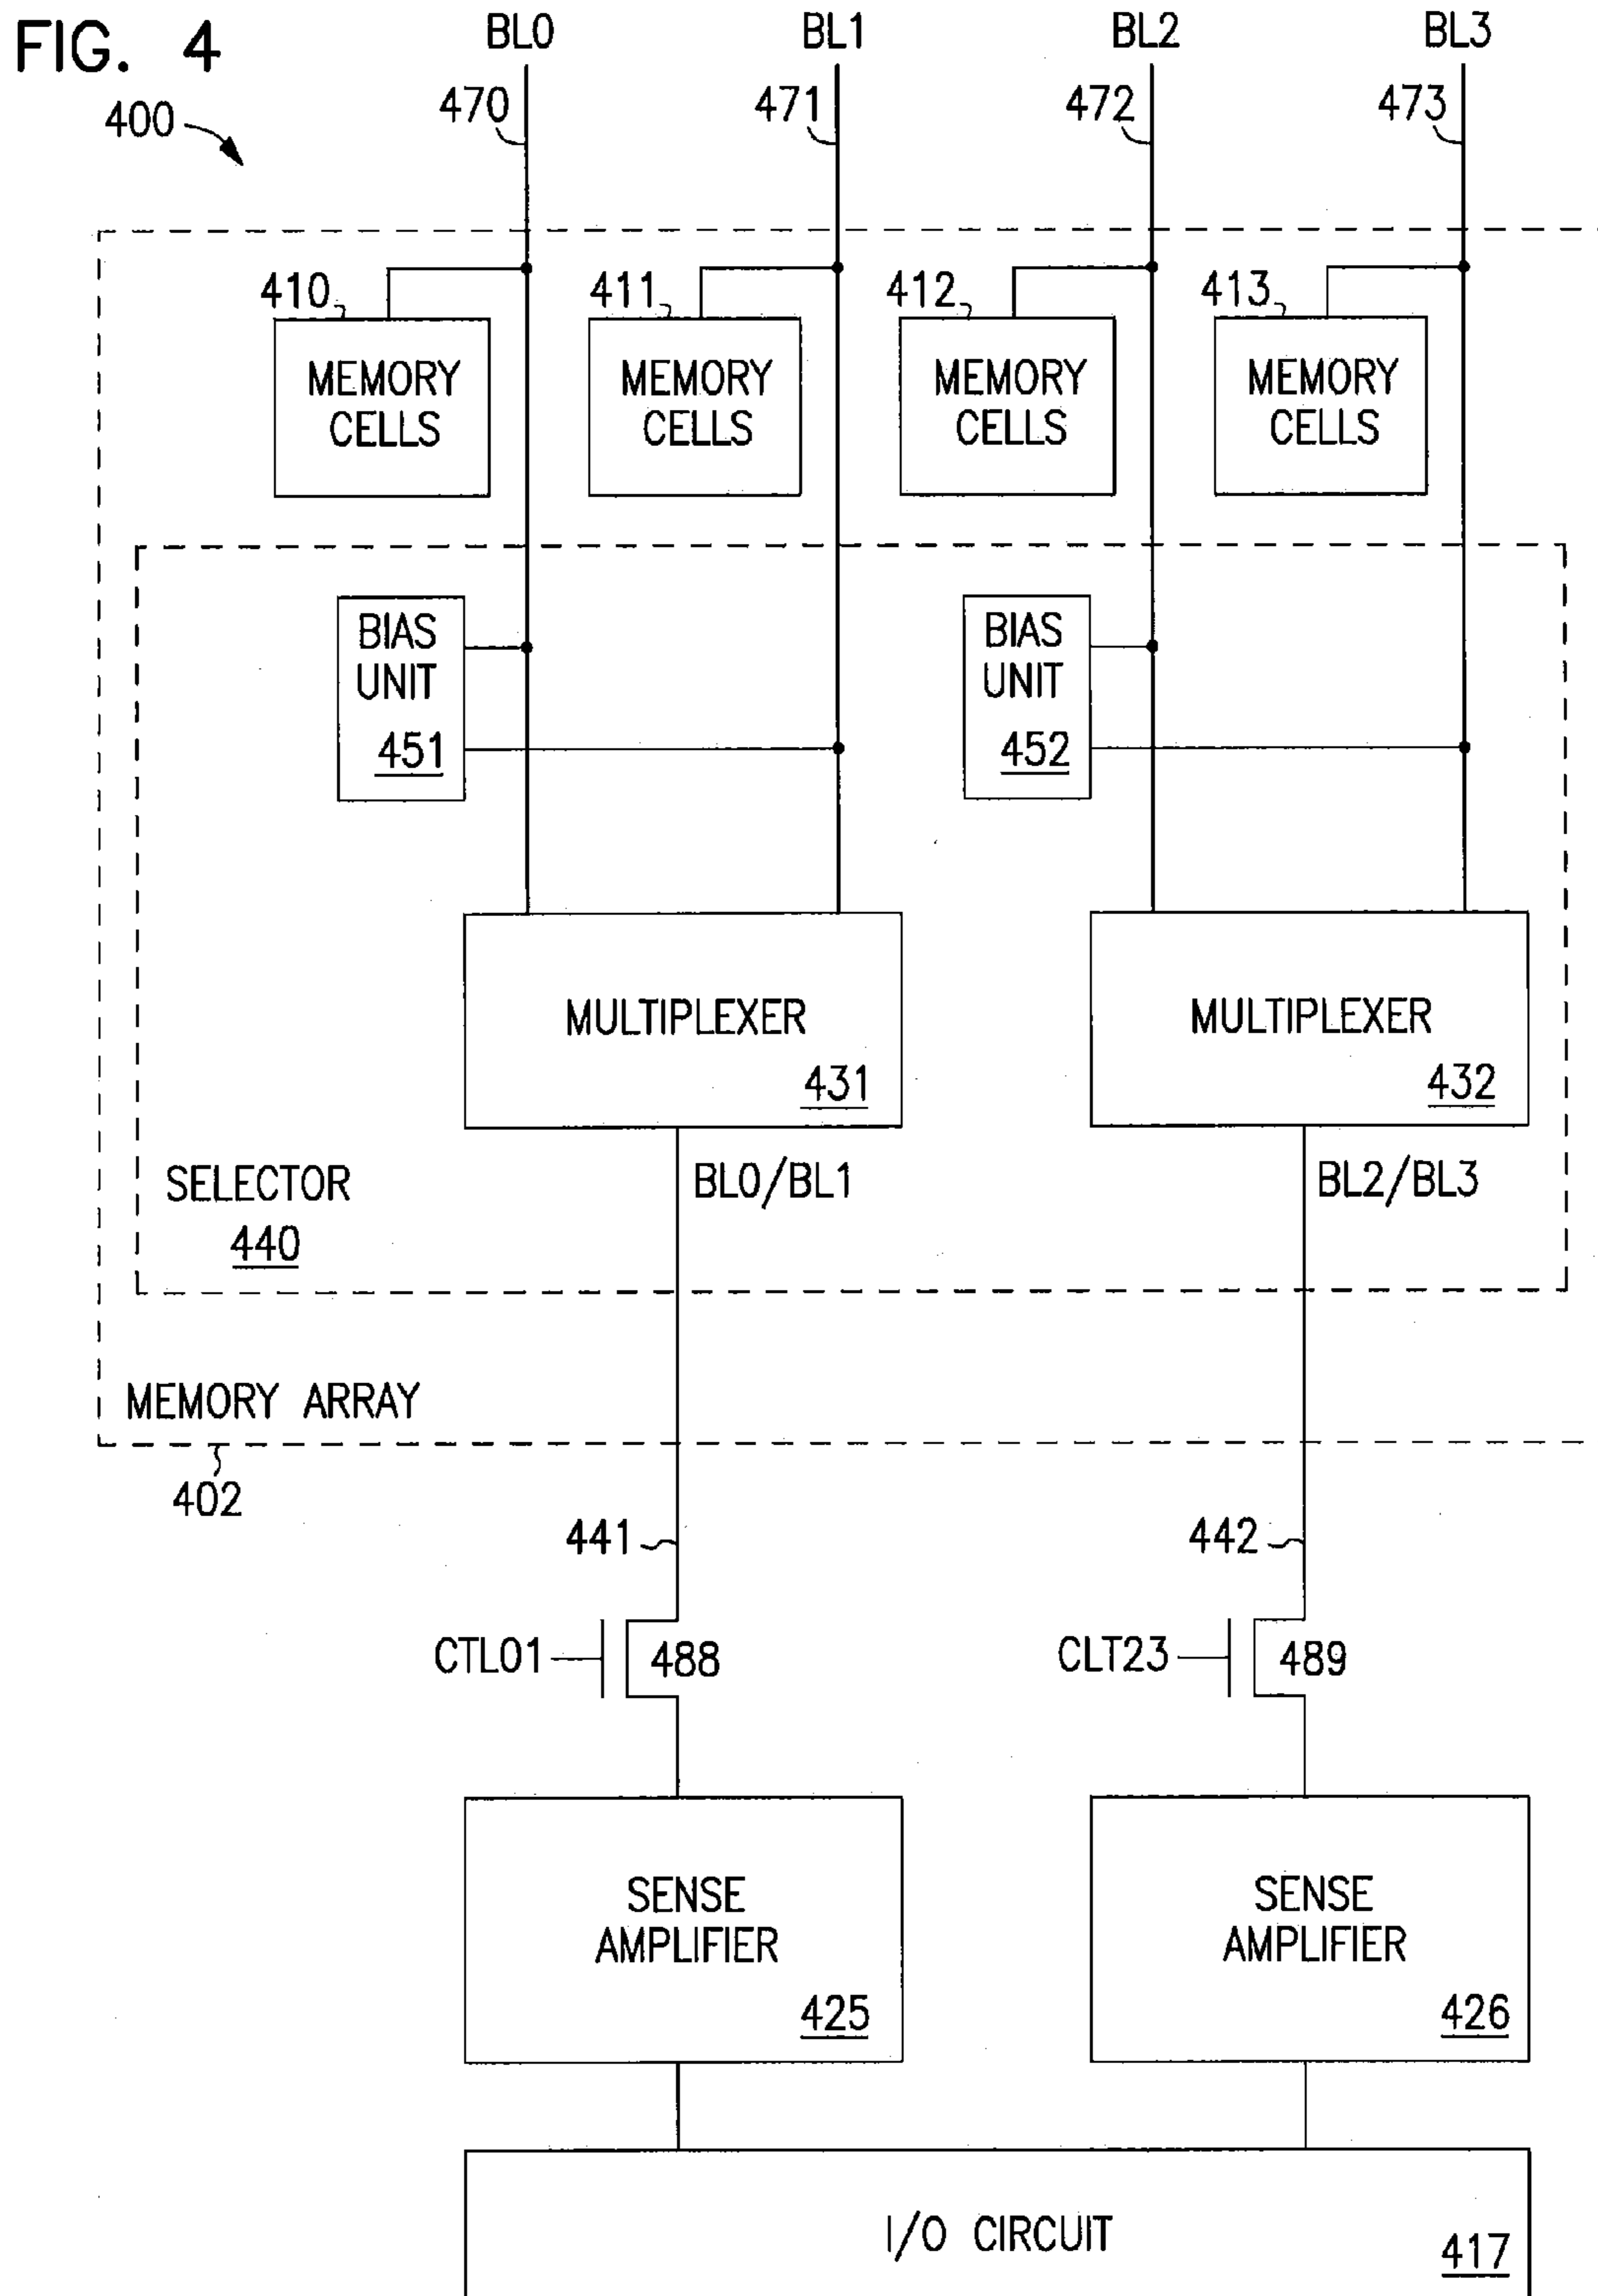 FIG. 4
BL0 BL1 BL2 BL3
400
470 471 472 473
410 411 412 413
MEMORY CELLS
MEMORY CELLS
MEMORY CELLS
MEMORY CELLS
BIAS UNIT 451
BIAS UNIT 452
MULTIPLEXER 431
MULTIPLEXER 432
BL0/BL1
BL2/BL3
SELECTOR
440
MEMORY ARRAY
402
441
442
CTL01
488
CLT23
489
SENSE AMPLIFIER 425
SENSE AMPLIFIER 426
I/O CIRCUIT
417